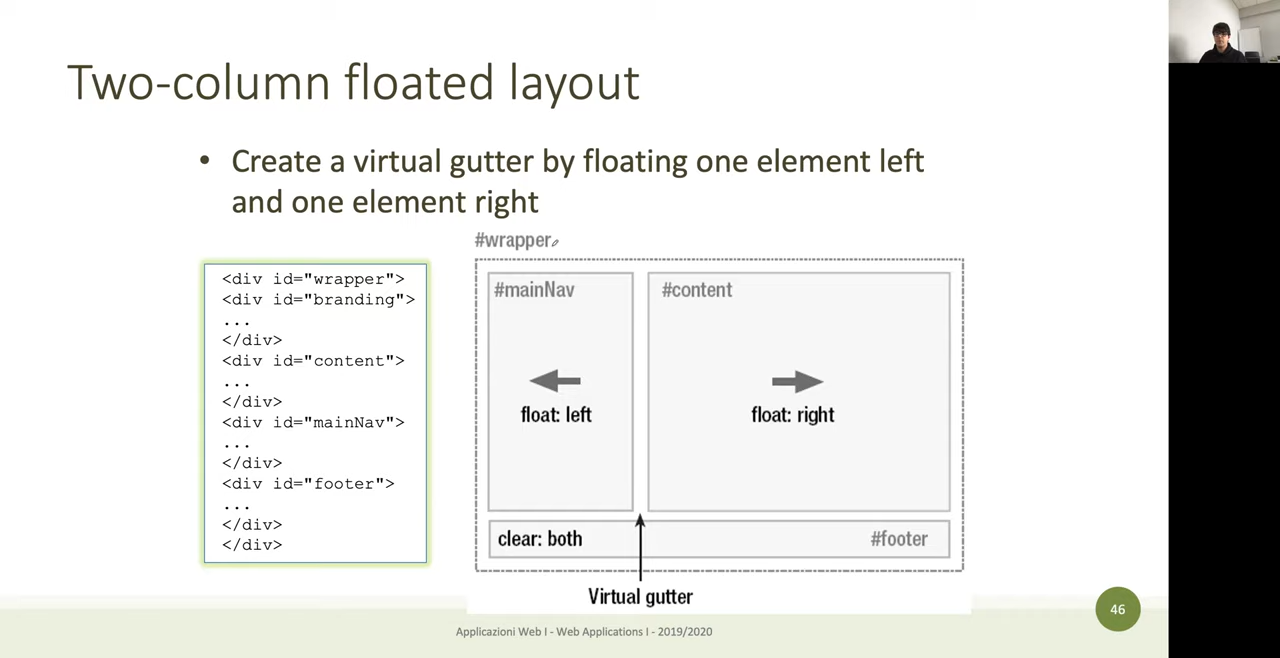 Two-column floated layout
• Create a virtual gutter by floating one element left
and one element right
<div id="wrapper">
<div id="branding">
...
</div>
<div id="content">
...
</div>
<div id="mainNav">
...
</div>
<div id="footer">
...
</div>
</div>
#wrapper
#mainNav
#content
float: left
float: right
clear: both
#footer
Virtual gutter
46
Applicazioni Web I - Web Applications I - 2019/2020